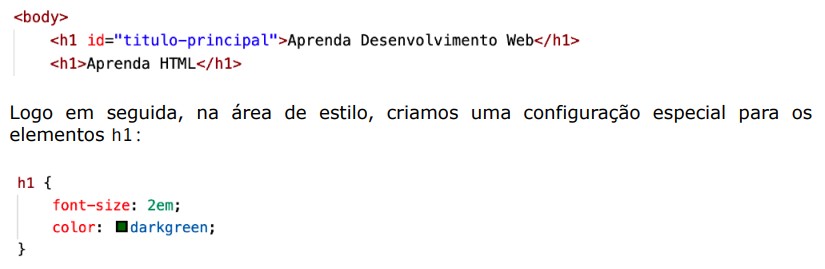 <body>
<h1 id="titulo-principal">Aprenda Desenvolvimento Web</h1>
<h1>Aprenda HTML</h1>
Logo em seguida, na área de estilo, criamos uma configuração especial para os
elementos h1:
h1 {
font-size: 2em;
color: darkgreen;
}